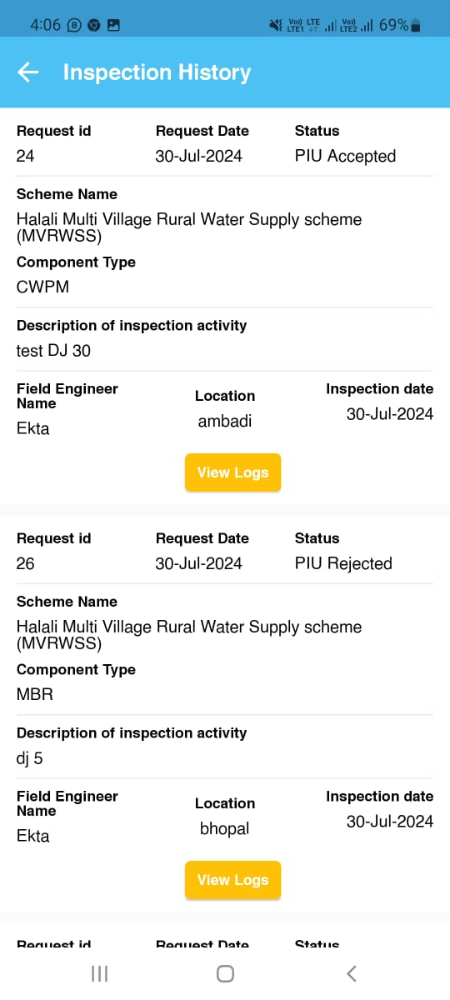 4:06 Vo) LTE LTE1 Vo) LTE2 69%
Inspection History
Request id Request Date Status
24 30-Jul-2024 PIU Accepted
Scheme Name
Halali Multi Village Rural Water Supply scheme
(MVRWSS)
Component Type
CWPM
Description of inspection activity
test DJ 30
Field Engineer
Name
Ekta
Location
ambadi
Inspection date
30-Jul-2024
View Logs
Request id Request Date Status
26 30-Jul-2024 PIU Rejected
Scheme Name
Halali Multi Village Rural Water Supply scheme
(MVRWSS)
Component Type
MBR
Description of inspection activity
dj 5
Field Engineer
Name
Ekta
Location
bhopal
Inspection date
30-Jul-2024
View Logs
Request id Request Date Status